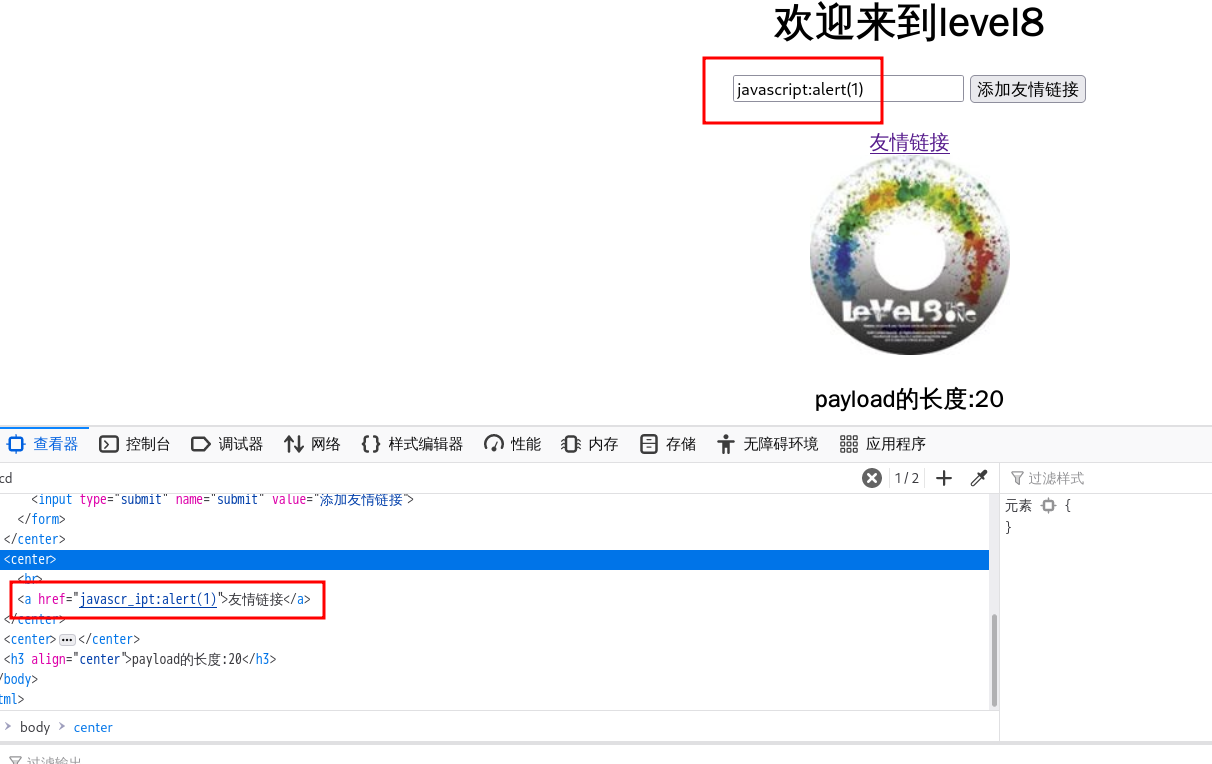 欢迎来到level8
javascript:alert(1) 添加友情链接
友情链接
LeVeL8 THE ONE
payload的长度:20
查看器 控制台 调试器 网络 样式编辑器 性能 内存 存储 无障碍环境 应用程序
cd 1 / 2 过滤样式
<input type="submit" name="submit" value="添加友情链接">
</form>
</center>
<center>
<br>
<a href="javascr_ipt:alert(1)">友情链接</a>
</center>
<center>•••</center>
<h3 align="center">payload的长度:20</h3>
/body>
tml>
元素 {
}
body center
过滤输出